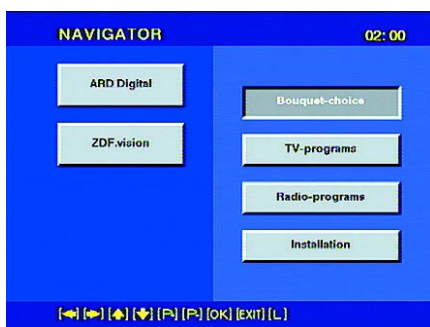 NAVIGATOR 02:00
ARD Digital
ZDF.vision
Bouquet-choice
TV-programs
Radio-programs
Installation
[OK] [EXIT] [L]